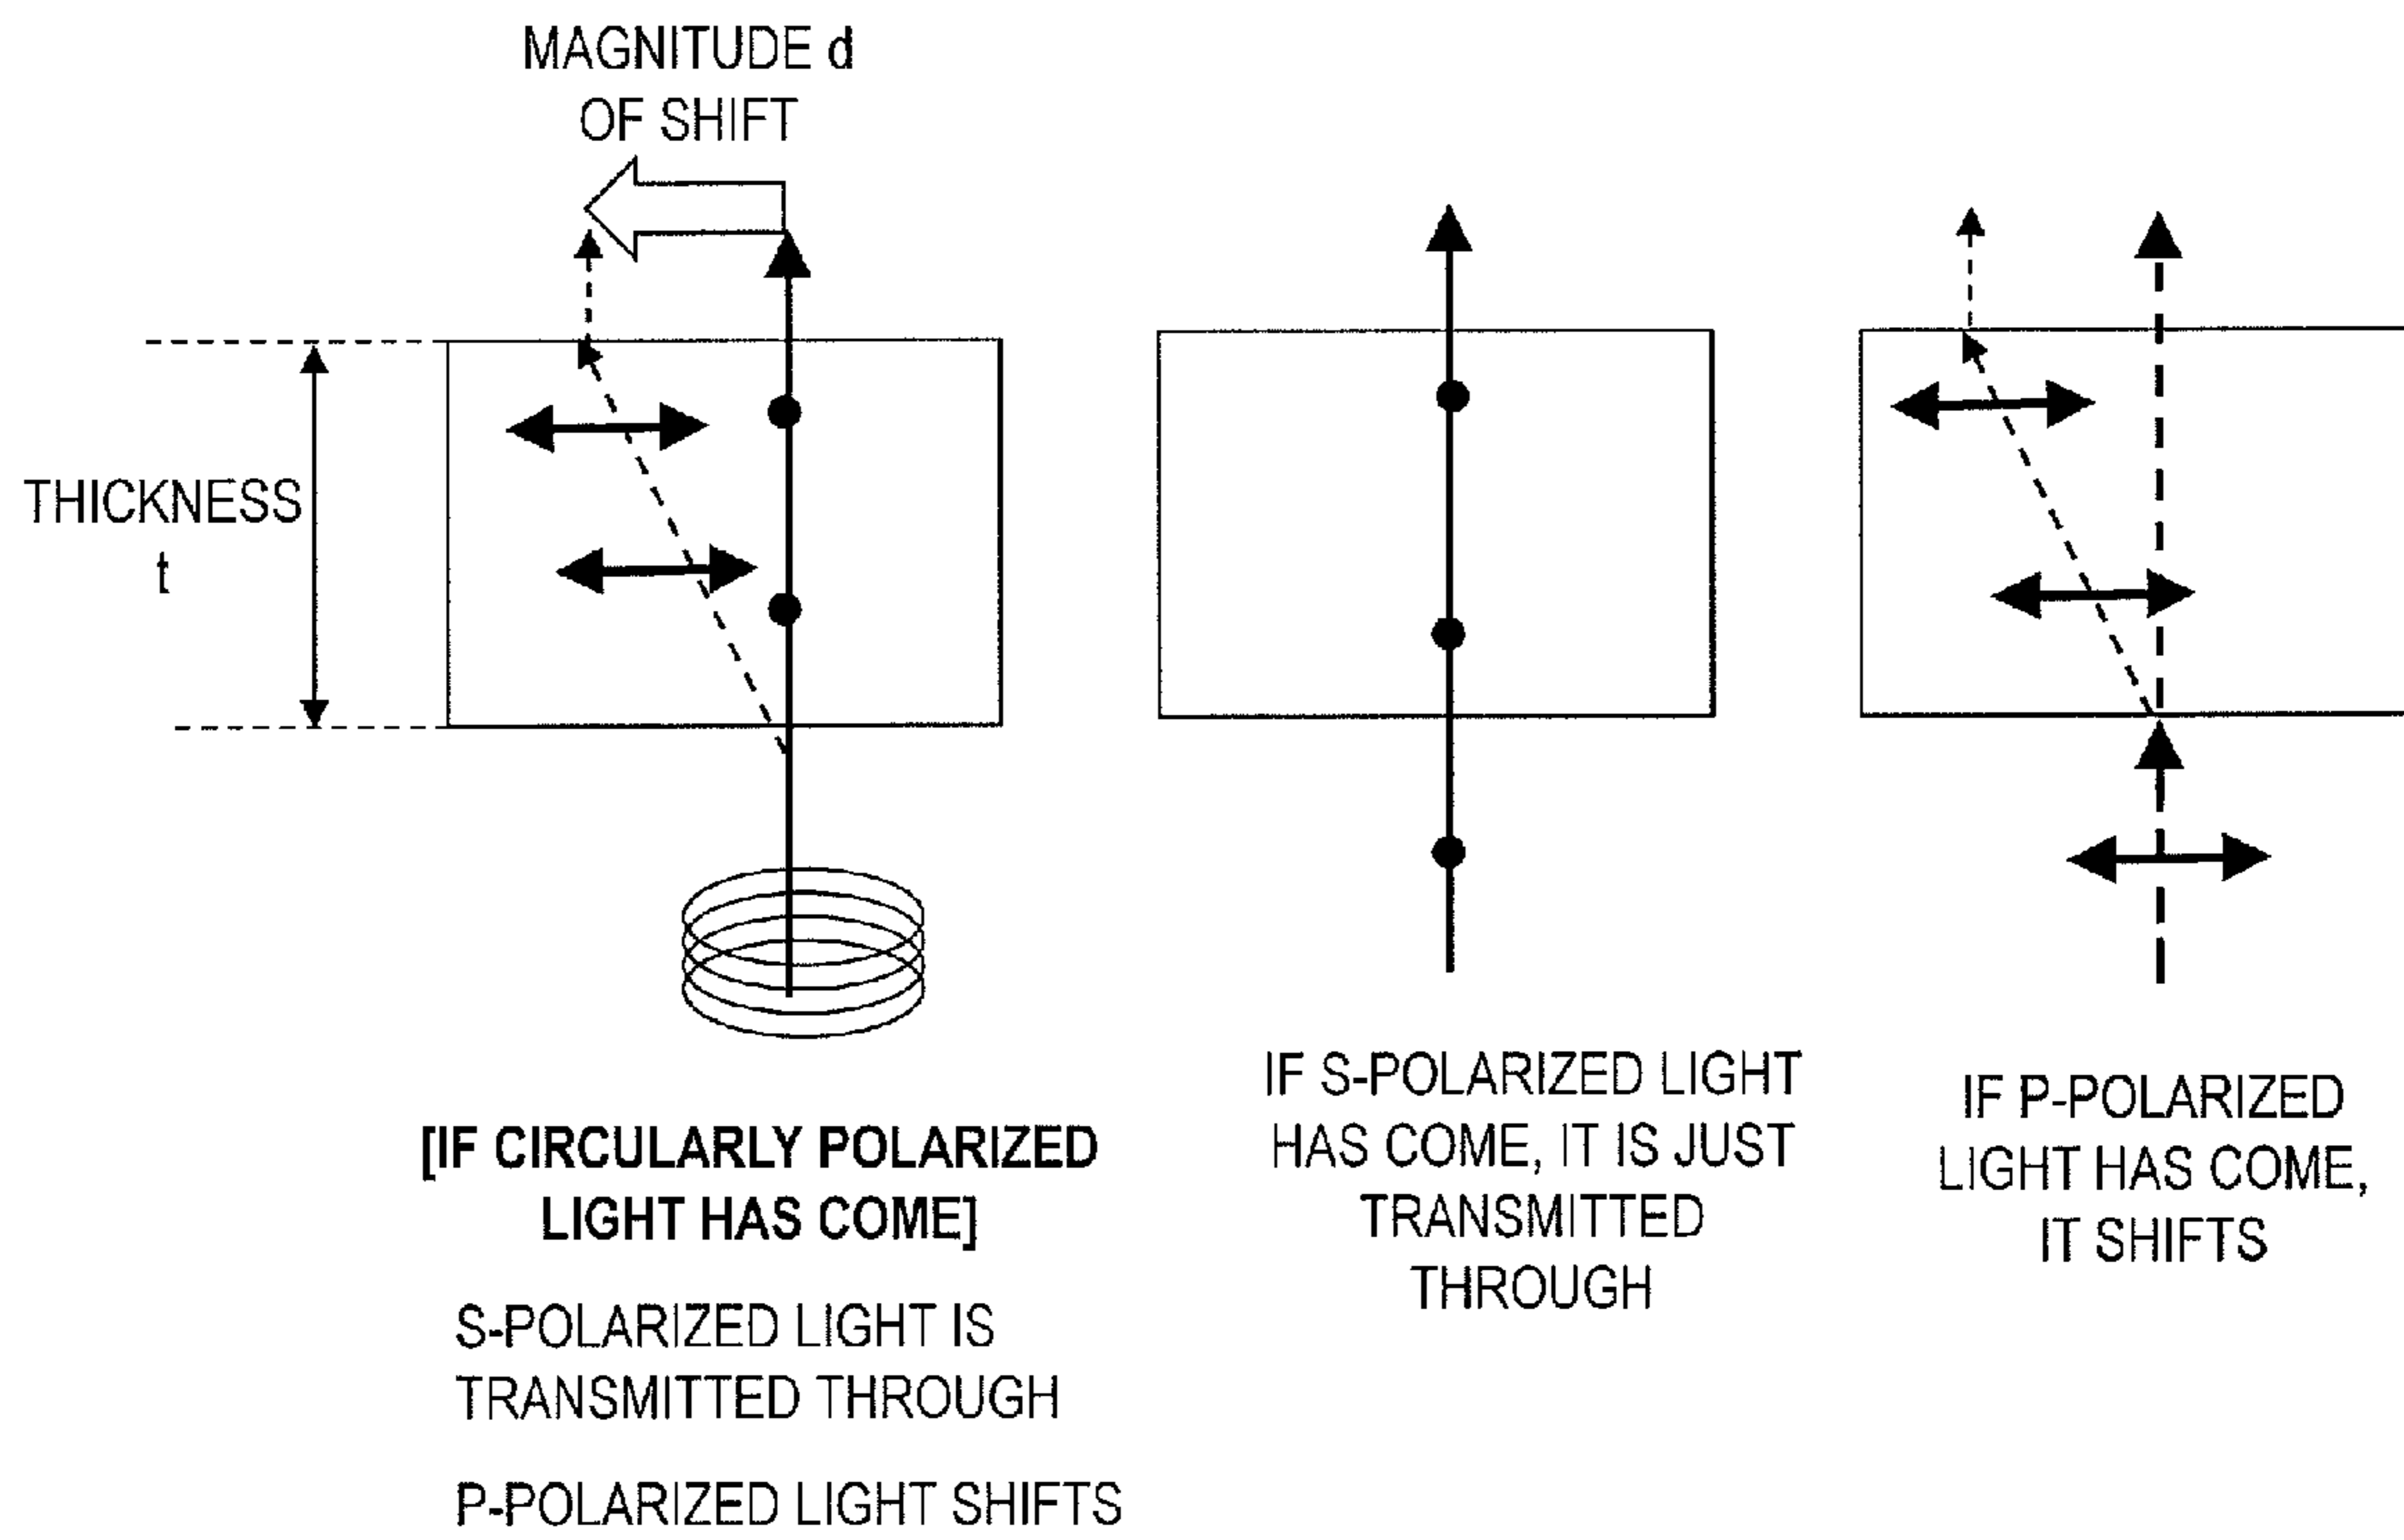 MAGNITUDE d
OF SHIFT
THICKNESS
t
[IF CIRCULARLY POLARIZED
LIGHT HAS COME]
S-POLARIZED LIGHT IS
TRANSMITTED THROUGH
P-POLARIZED LIGHT SHIFTS
IF S-POLARIZED LIGHT
HAS COME, IT IS JUST
TRANSMITTED
THROUGH
IF P-POLARIZED
LIGHT HAS COME,
IT SHIFTS